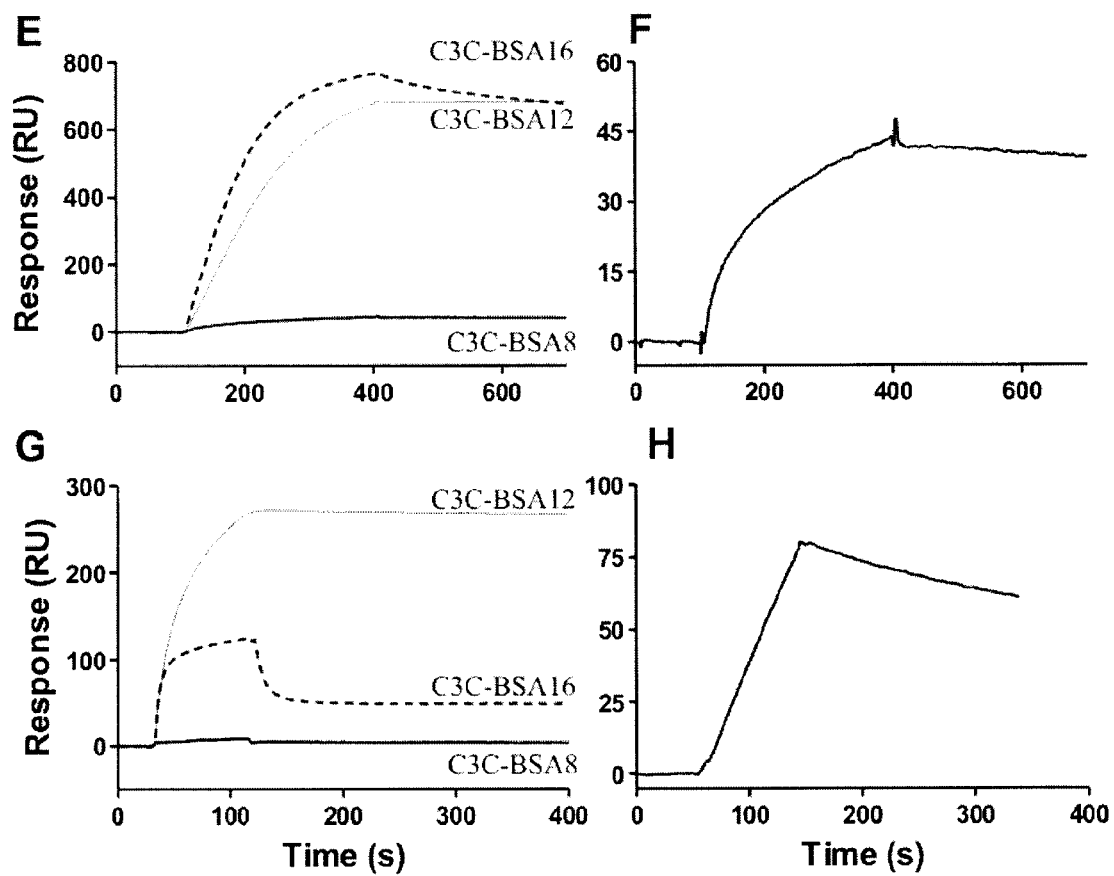 E
C3C-BSA16
C3C-BSA12
C3C-BSA8
Response (RU)
800
600
400
200
0
0 200 400 600
F
60
45
30
15
0
0 200 400 600
G
C3C-BSA12
C3C-BSA16
C3C-BSA8
Response (RU)
300
200
100
0
0 100 200 300 400
Time (s)
H
100
75
50
25
0
0 100 200 300 400
Time (s)